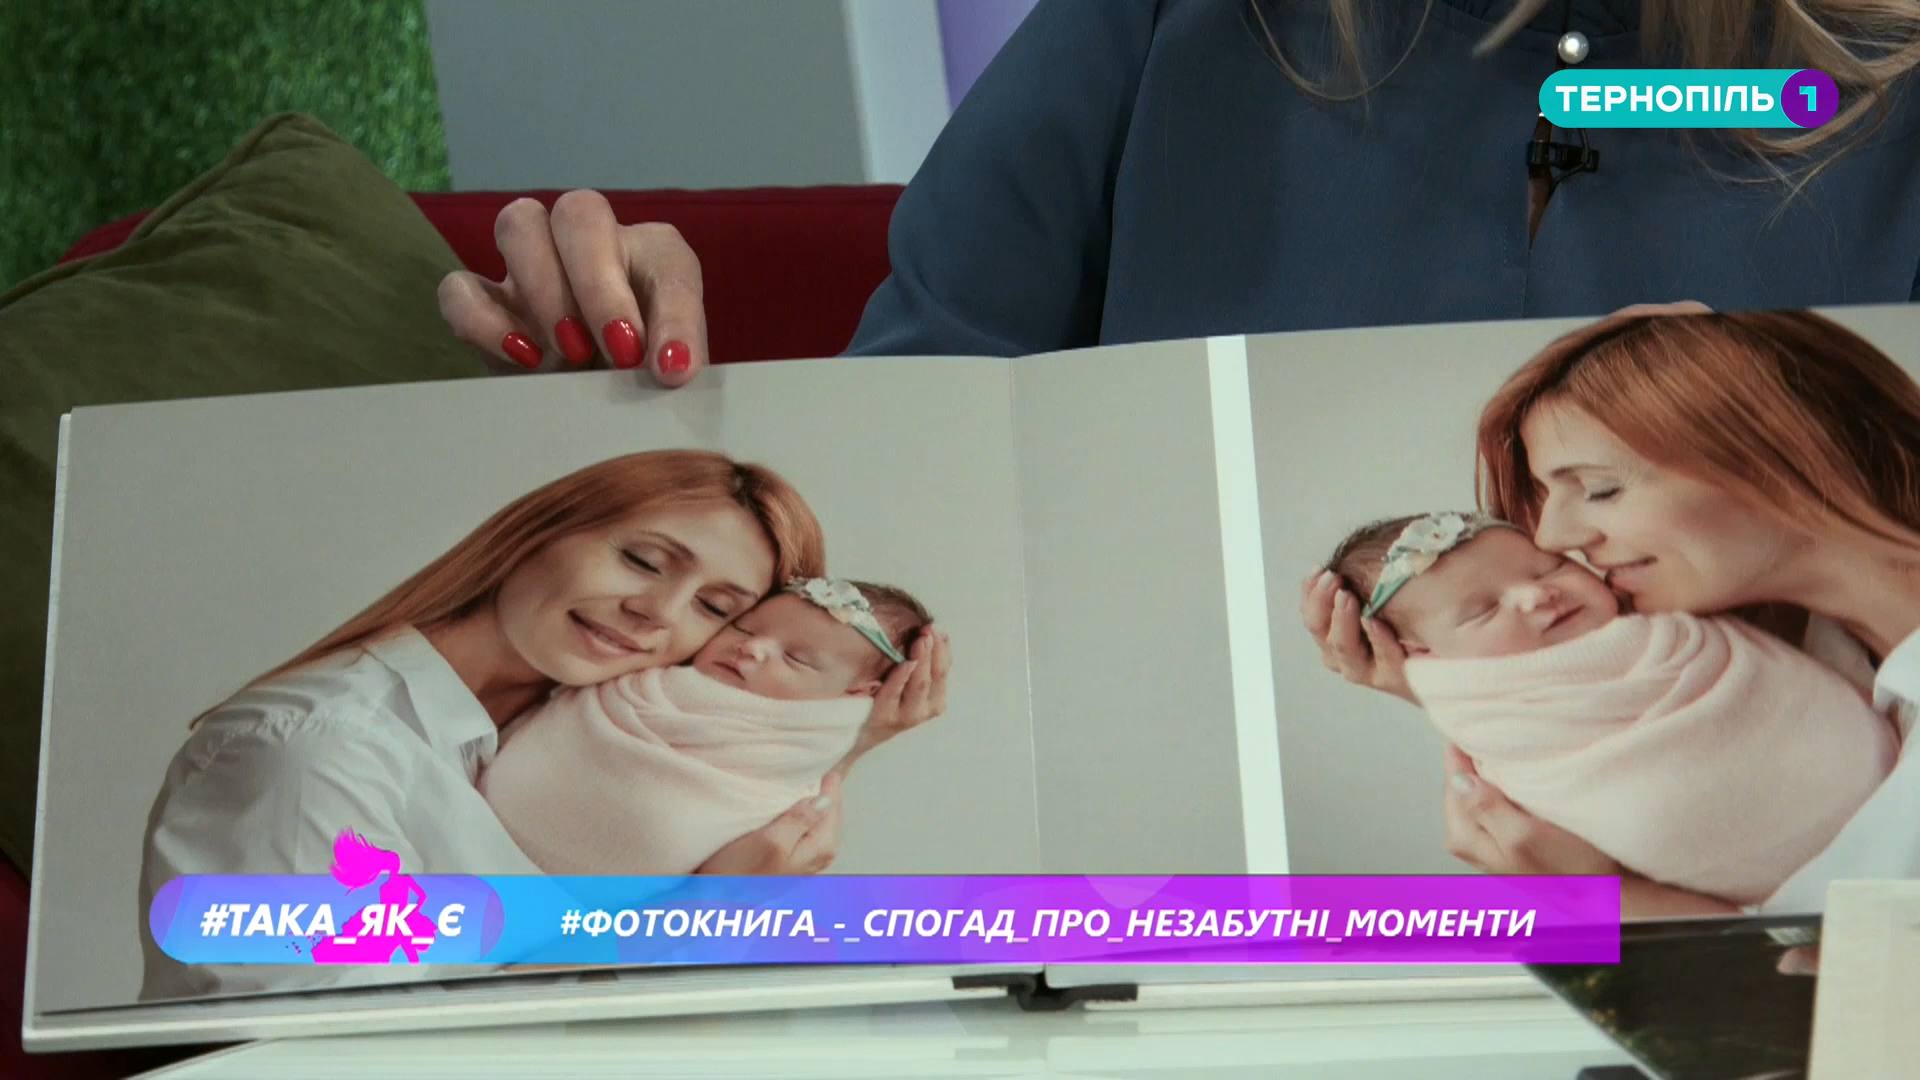 ТЕРНОПІЛЬ 1
#ТАКА_ЯК_Є
#ФОТОКНИГА_-_СПОГАД_ПРО_НЕЗАБУТНІ_МОМЕНТИ